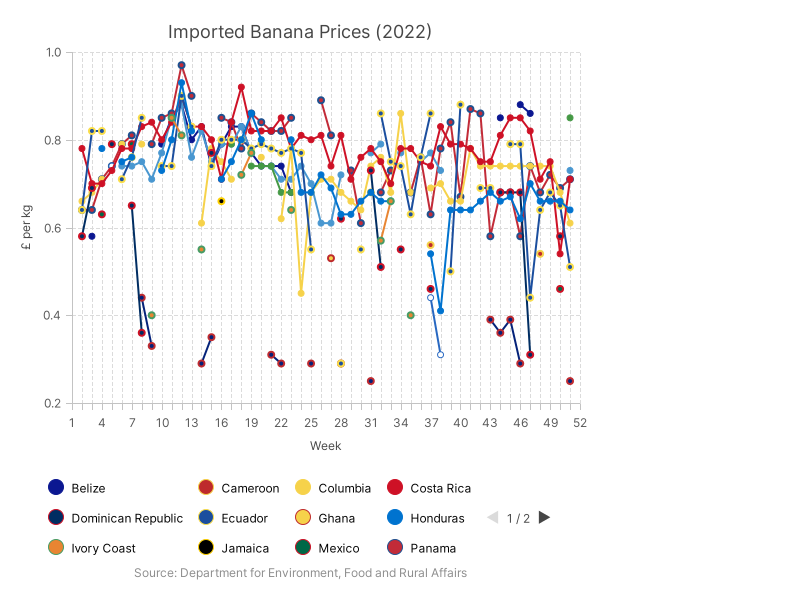 Imported Banana Prices (2022)
1.0
0.8
0.6
0.4
0.2
£ per kg
1 4 7 10 13 16 19 22 25 28 31 34 37 40 43 46 49 52
Week
Belize Cameroon Columbia Costa Rica
Dominican Republic Ecuador Ghana Honduras 1 / 2
Ivory Coast Jamaica Mexico Panama
Source: Department for Environment, Food and Rural Affairs